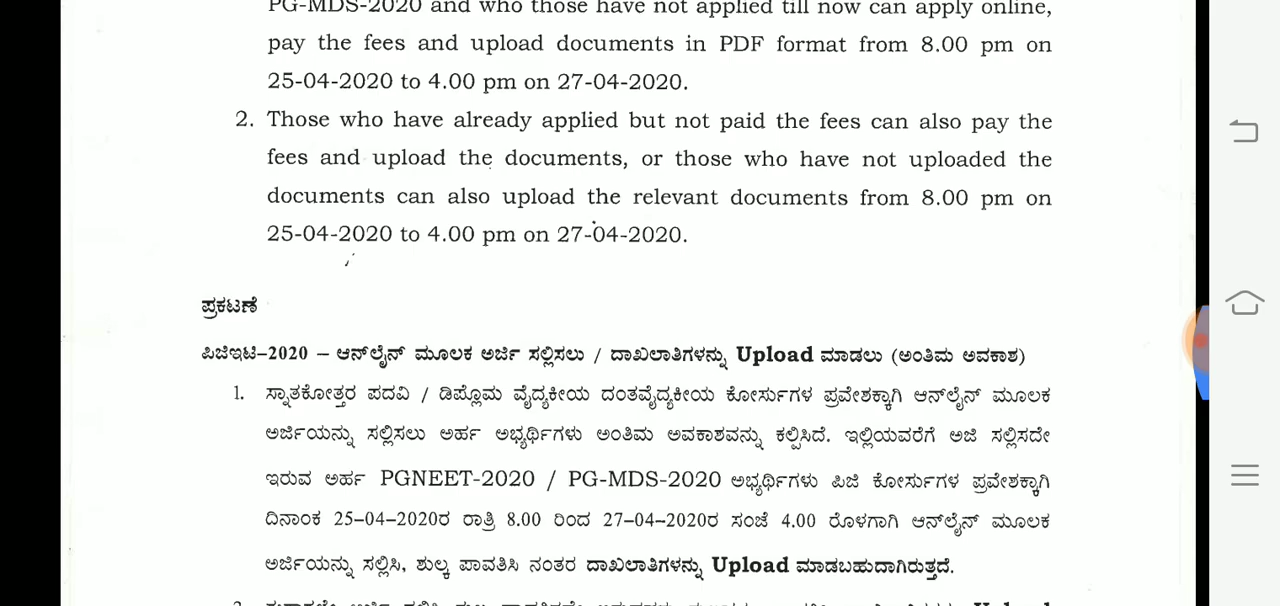 PG-MDS-2020 and who those have not applied till now can apply online,
pay the fees and upload documents in PDF format from 8.00 pm on
25-04-2020 to 4.00 pm on 27-04-2020.
2. Those who have already applied but not paid the fees can also pay the
fees and upload the documents, or those who have not uploaded the
documents can also upload the relevant documents from 8.00 pm on
25-04-2020 to 4.00 pm on 27-04-2020.
ಪ್ರಕಟಣೆ
ಪಿಜಿಇಟಿ–2020 – ಆನ್‌ಲೈನ್ ಮೂಲಕ ಅರ್ಜಿ ಸಲ್ಲಿಸಲು / ದಾಖಲಾತಿಗಳನ್ನು Upload ಮಾಡಲು (ಅಂತಿಮ ಅವಕಾಶ)
1. ಸ್ನಾತಕೋತ್ತರ ಪದವಿ / ಡಿಪ್ಲೊಮ ವೈದ್ಯಕೀಯ ದಂತವೈದ್ಯಕೀಯ ಕೋರ್ಸುಗಳ ಪ್ರವೇಶಕ್ಕಾಗಿ ಆನ್‌ಲೈನ್ ಮೂಲಕ
ಅರ್ಜಿಯನ್ನು ಸಲ್ಲಿಸಲು ಅರ್ಹ ಅಭ್ಯರ್ಥಿಗಳು ಅಂತಿಮ ಅವಕಾಶವನ್ನು ಕಲ್ಪಿಸಿದೆ. ಇಲ್ಲಿಯವರೆಗೆ ಅಜಿ ಸಲ್ಲಿಸದೇ
ಇರುವ ಅರ್ಹ PGNEET-2020 / PG-MDS-2020 ಅಭ್ಯರ್ಥಿಗಳು ಪಿಜಿ ಕೋರ್ಸುಗಳ ಪ್ರವೇಶಕ್ಕಾಗಿ
ದಿನಾಂಕ 25–04–2020ರ ರಾತ್ರಿ 8.00 ರಿಂದ 27–04–2020ರ ಸಂಜೆ 4.00 ರೊಳಗಾಗಿ ಆನ್‌ಲೈನ್ ಮೂಲಕ
ಅರ್ಜಿಯನ್ನು ಸಲ್ಲಿಸಿ, ಶುಲ್ಕ ಪಾವತಿಸಿ ನಂತರ ದಾಖಲಾತಿಗಳನ್ನು Upload ಮಾಡಬಹುದಾಗಿರುತ್ತದೆ.